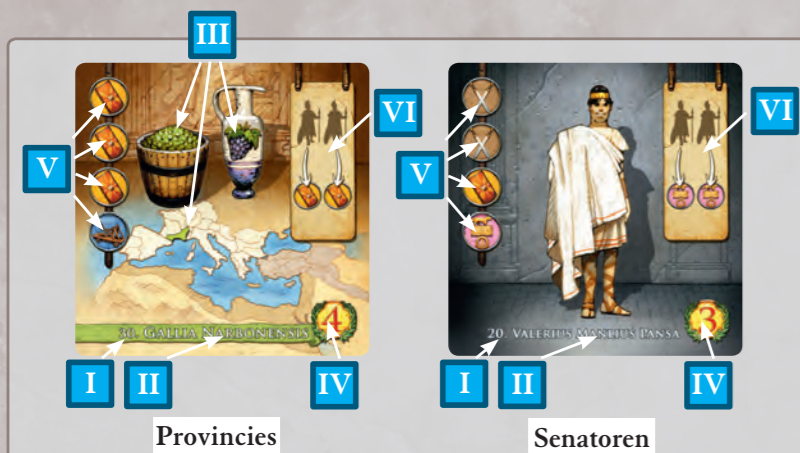 III
V
VI
V
VI
30. GALLIA NARBONENSIS
4
20. VALERIUS MANLIUS PANSA
3
I
II
IV
I
II
IV
Provincies
Senatoren